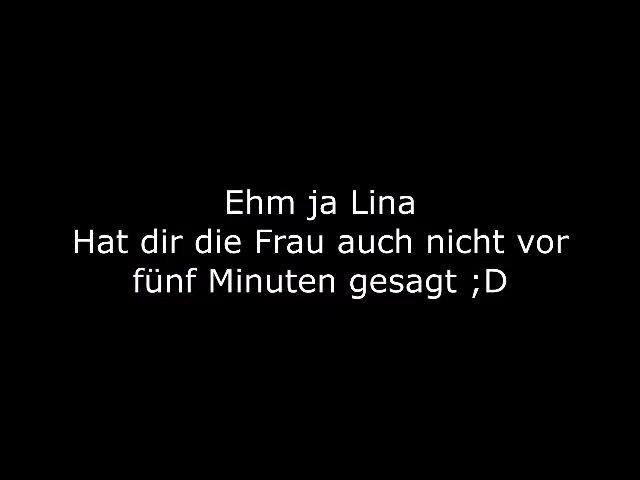 Ehm ja Lina
Hat dir die Frau auch nicht vor
fünf Minuten gesagt ;D